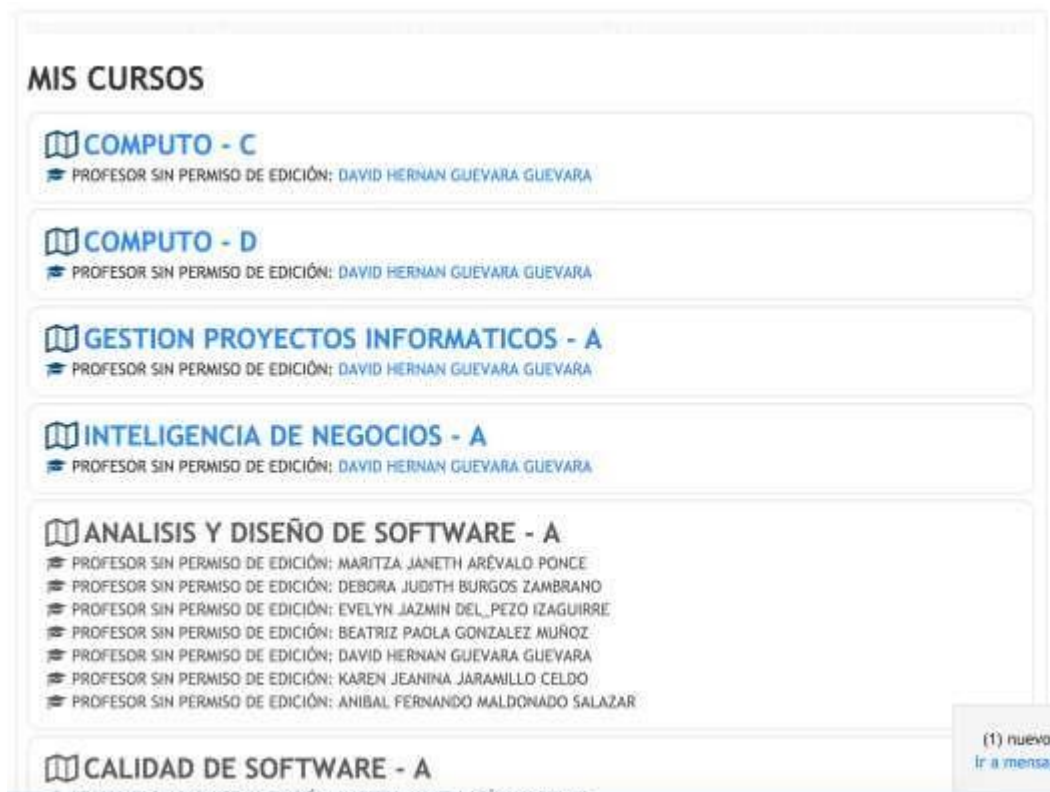 MIS CURSOS
COMPUTO - C
PROFESOR SIN PERMISO DE EDICIÓN: DAVID HERNAN GUEVARA GUEVARA
COMPUTO - D
PROFESOR SIN PERMISO DE EDICIÓN: DAVID HERNAN GUEVARA GUEVARA
GESTION PROYECTOS INFORMATICOS - A
PROFESOR SIN PERMISO DE EDICIÓN: DAVID HERNAN GUEVARA GUEVARA
INTELIGENCIA DE NEGOCIOS - A
PROFESOR SIN PERMISO DE EDICIÓN: DAVID HERNAN GUEVARA GUEVARA
ANALISIS Y DISEÑO DE SOFTWARE - A
PROFESOR SIN PERMISO DE EDICIÓN: MARITZA JANETH ARÉVALO PONCE
PROFESOR SIN PERMISO DE EDICIÓN: DEBORA JUDITH BURGOS ZAMBRANO
PROFESOR SIN PERMISO DE EDICIÓN: EVELYN JAZMIN DEL_PEZO IZAGUIRRE
PROFESOR SIN PERMISO DE EDICIÓN: BEATRIZ PAOLA GONZALEZ MUÑOZ
PROFESOR SIN PERMISO DE EDICIÓN: DAVID HERNAN GUEVARA GUEVARA
PROFESOR SIN PERMISO DE EDICIÓN: KAREN JEANINA JARAMILLO CELDO
PROFESOR SIN PERMISO DE EDICIÓN: ANIBAL FERNANDO MALDONADO SALAZAR
(1) nuevo
Ir a mensa
CALIDAD DE SOFTWARE - A